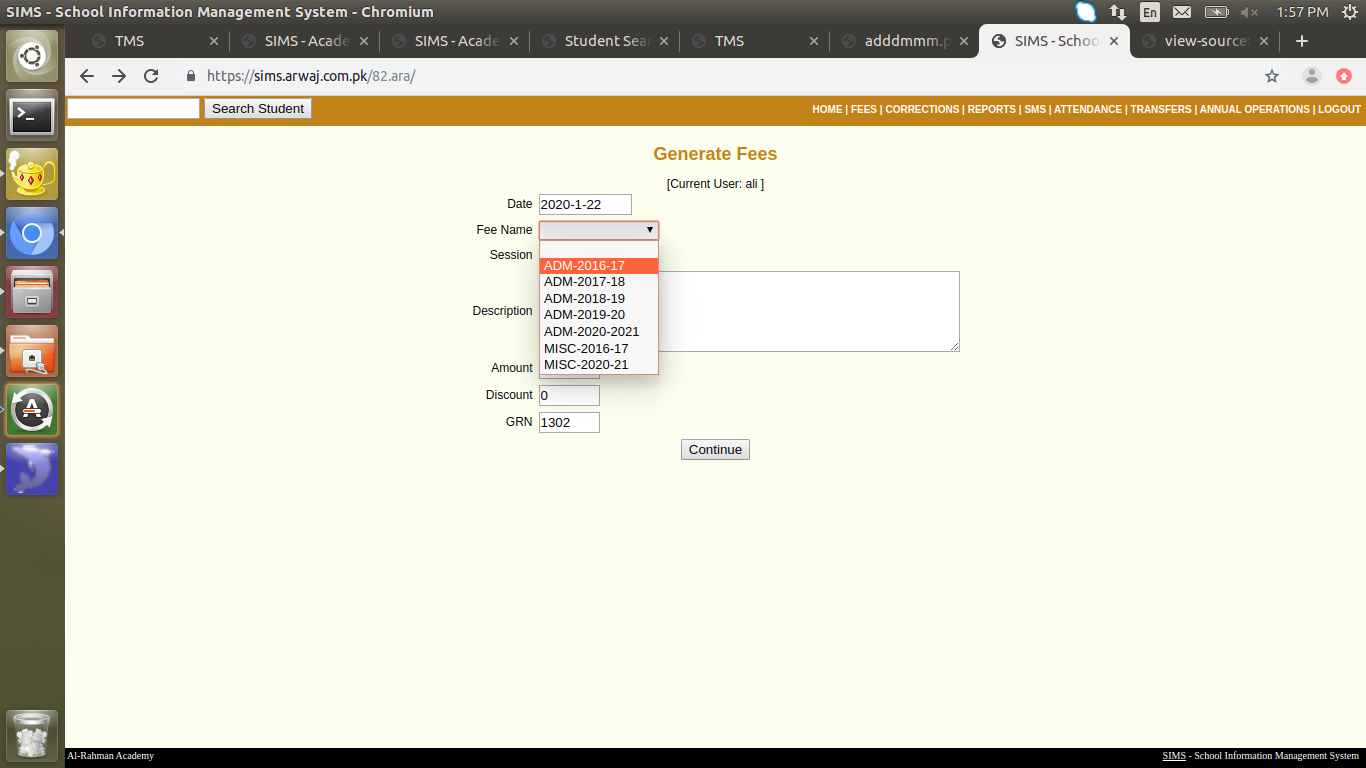 SIMS - School Information Management System - Chromium
En
1:57 PM
TMS
SIMS - Acade
SIMS - Acade
Student Sear
TMS
adddmmm.p
SIMS - Schoo
view-source:
https://sims.arwaj.com.pk/82.ara/
Search Student
HOME | FEES | CORRECTIONS | REPORTS | SMS | ATTENDANCE | TRANSFERS | ANNUAL OPERATIONS | LOGOUT
Generate Fees
[Current User: ali ]
Date 2020-1-22
Fee Name
Session
ADM-2016-17
ADM-2017-18
ADM-2018-19
Description
ADM-2019-20
ADM-2020-2021
MISC-2016-17
MISC-2020-21
Amount
Discount 0
GRN 1302
Continue
Al-Rahman Academy
SIMS - School Information Management System